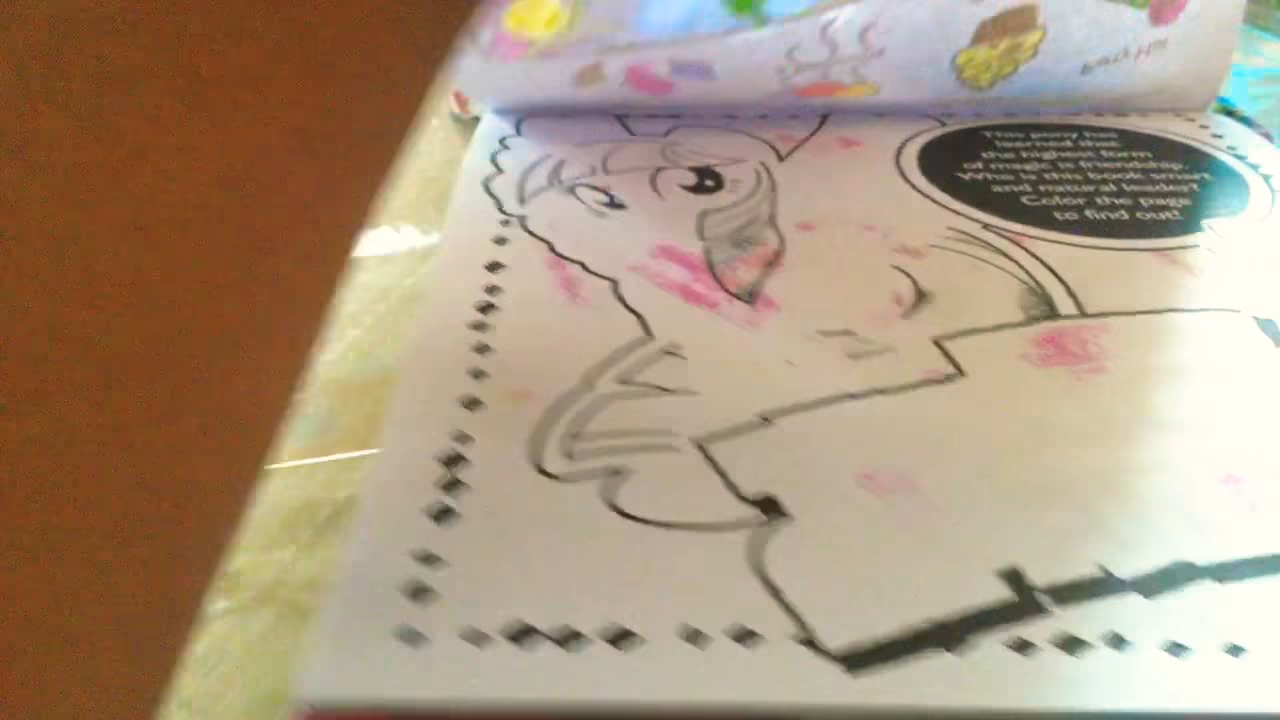 This pony has
learned that
the highest form
of magic is friendship.
Who is this book smart
and natural leader?
Color the page
to find out!